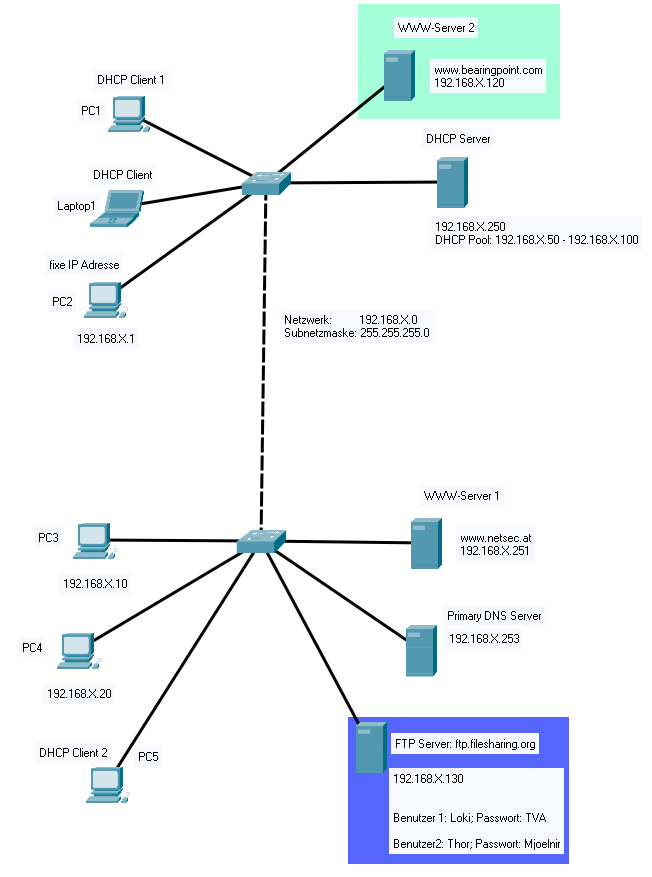 WWW-Server 2
www.bearingpoint.com
192.168.X.120
DHCP Client 1
PC1
DHCP Server
DHCP Client
Laptop1
192.168.X.250
DHCP Pool: 192.168.X.50 - 192.168.X.100
fixe IP Adresse
PC2
192.168.X.1
Netzwerk: 192.168.X.0
Subnetzmaske: 255.255.255.0
WWW-Server 1
www.netsec.at
192.168.X.251
PC3
192.168.X.10
Primary DNS Server
192.168.X.253
PC4
192.168.X.20
DHCP Client 2
PC5
FTP Server: ftp.filesharing.org
192.168.X.130
Benutzer 1: Loki; Passwort: TVA
Benutzer2: Thor; Passwort: Mjoelnir